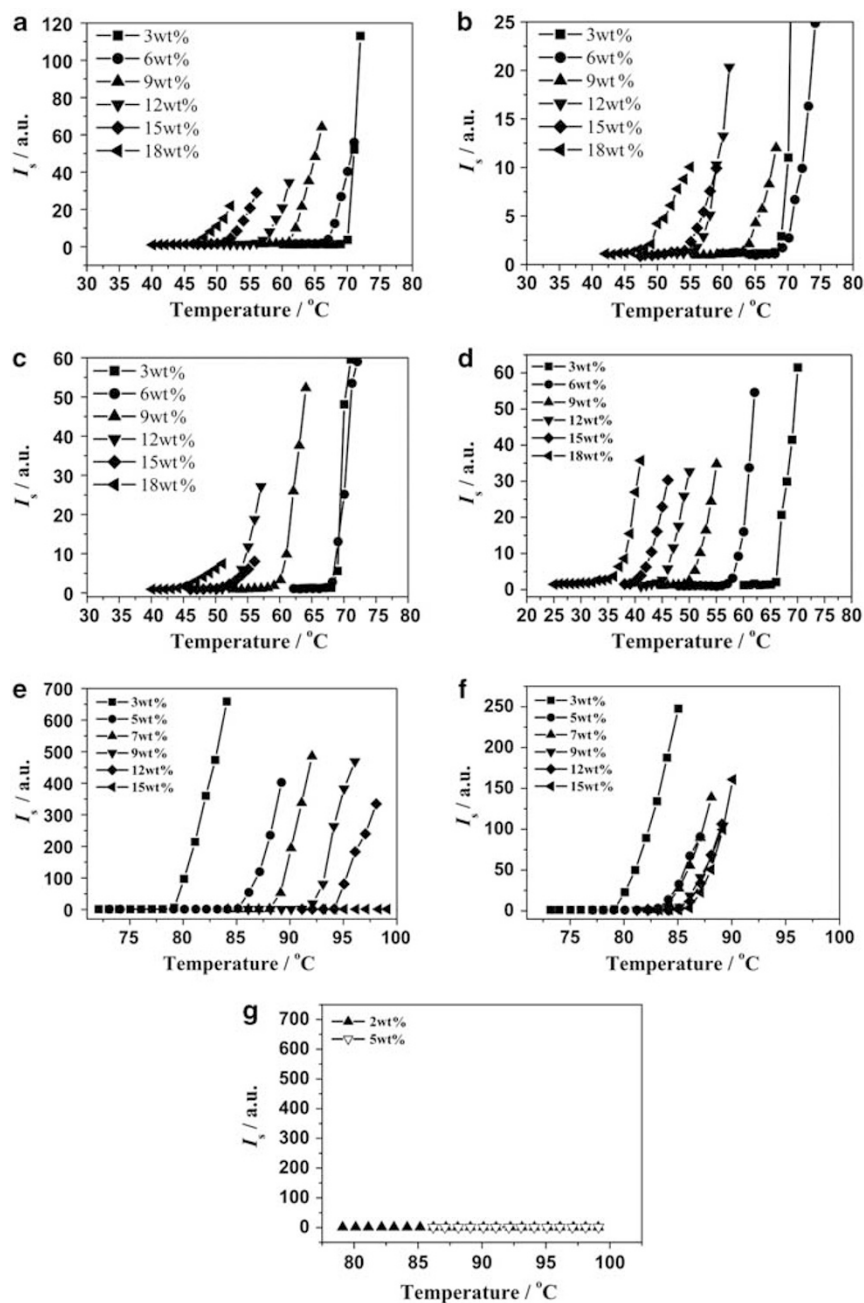 a
120
100
80
60
40
20
0
I_s / a.u.
3wt%
6wt%
9wt%
12wt%
15wt%
18wt%
30 35 40 45 50 55 60 65 70 75 80
Temperature / °C
b
25
20
15
10
5
0
I_s / a.u.
3wt%
6wt%
9wt%
12wt%
15wt%
18wt%
30 35 40 45 50 55 60 65 70 75 80
Temperature / °C
c
60
50
40
30
20
10
0
I_s / a.u.
3wt%
6wt%
9wt%
12wt%
15wt%
18wt%
30 35 40 45 50 55 60 65 70 75 80
Temperature / °C
d
60
50
40
30
20
10
0
I_s / a.u.
3wt%
6wt%
9wt%
12wt%
15wt%
18wt%
20 25 30 35 40 45 50 55 60 65 70 75 80
Temperature / °C
e
700
600
500
400
300
200
100
0
I_s / a.u.
3wt%
5wt%
7wt%
9wt%
12wt%
15wt%
75 80 85 90 95 100
Temperature / °C
f
250
200
150
100
50
0
I_s / a.u.
3wt%
5wt%
7wt%
9wt%
12wt%
15wt%
75 80 85 90 95 100
Temperature / °C
g
700
600
500
400
300
200
100
0
I_s / a.u.
2wt%
5wt%
80 85 90 95 100
Temperature / °C